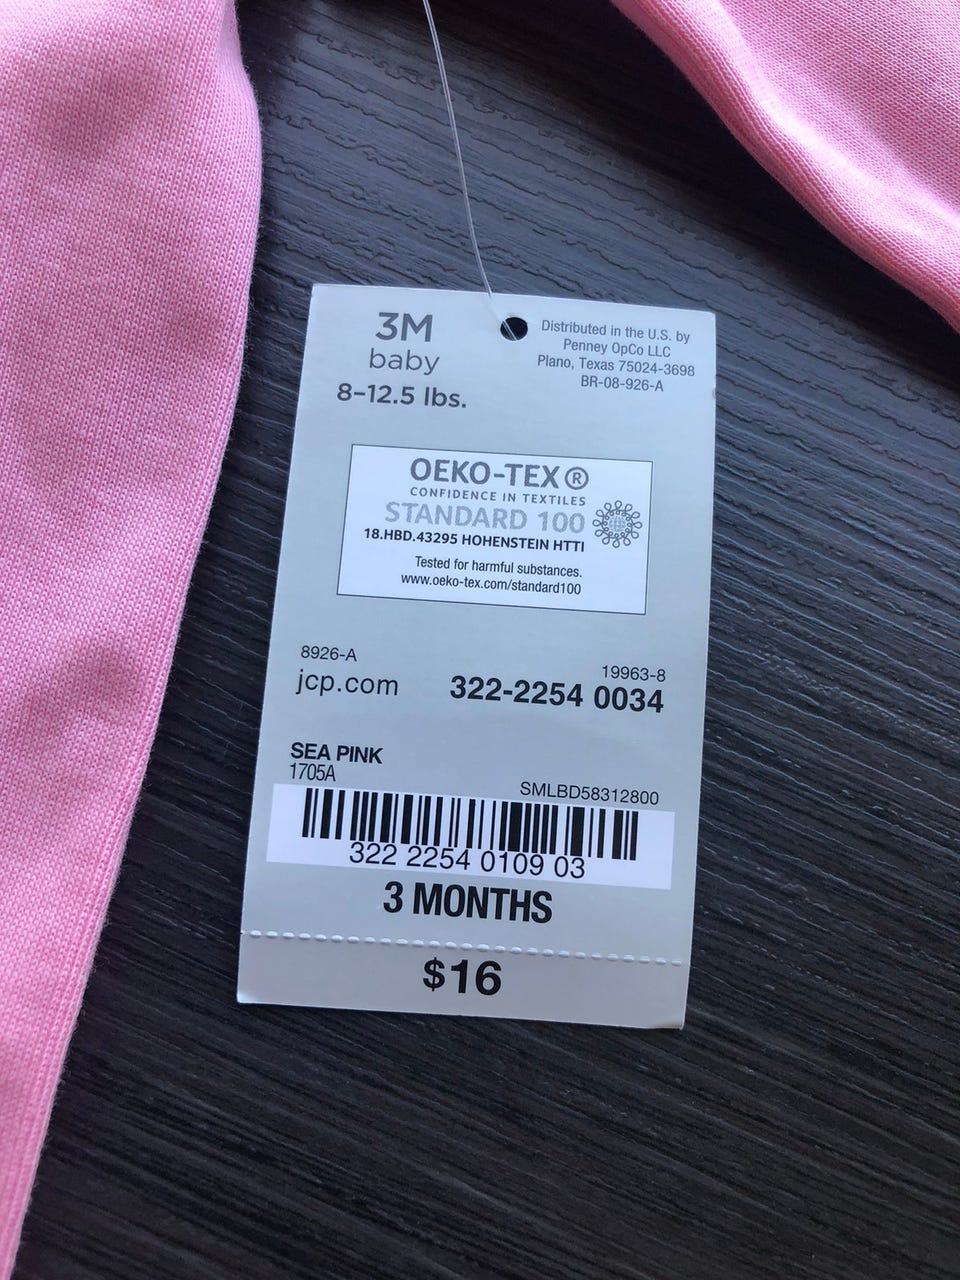 3M
baby
8–12.5 lbs.
Distributed in the U.S. by
Penney OpCo LLC
Plano, Texas 75024-3698
BR-08-926-A
OEKO-TEX®
CONFIDENCE IN TEXTILES
STANDARD 100
18.HBD.43295 HOHENSTEIN HTTI
Tested for harmful substances.
www.oeko-tex.com/standard100
8926-A
19963-8
jcp.com 322-2254 0034
SEA PINK
1705A
SMLBD58312800
322 2254 0109 03
3 MONTHS
$16